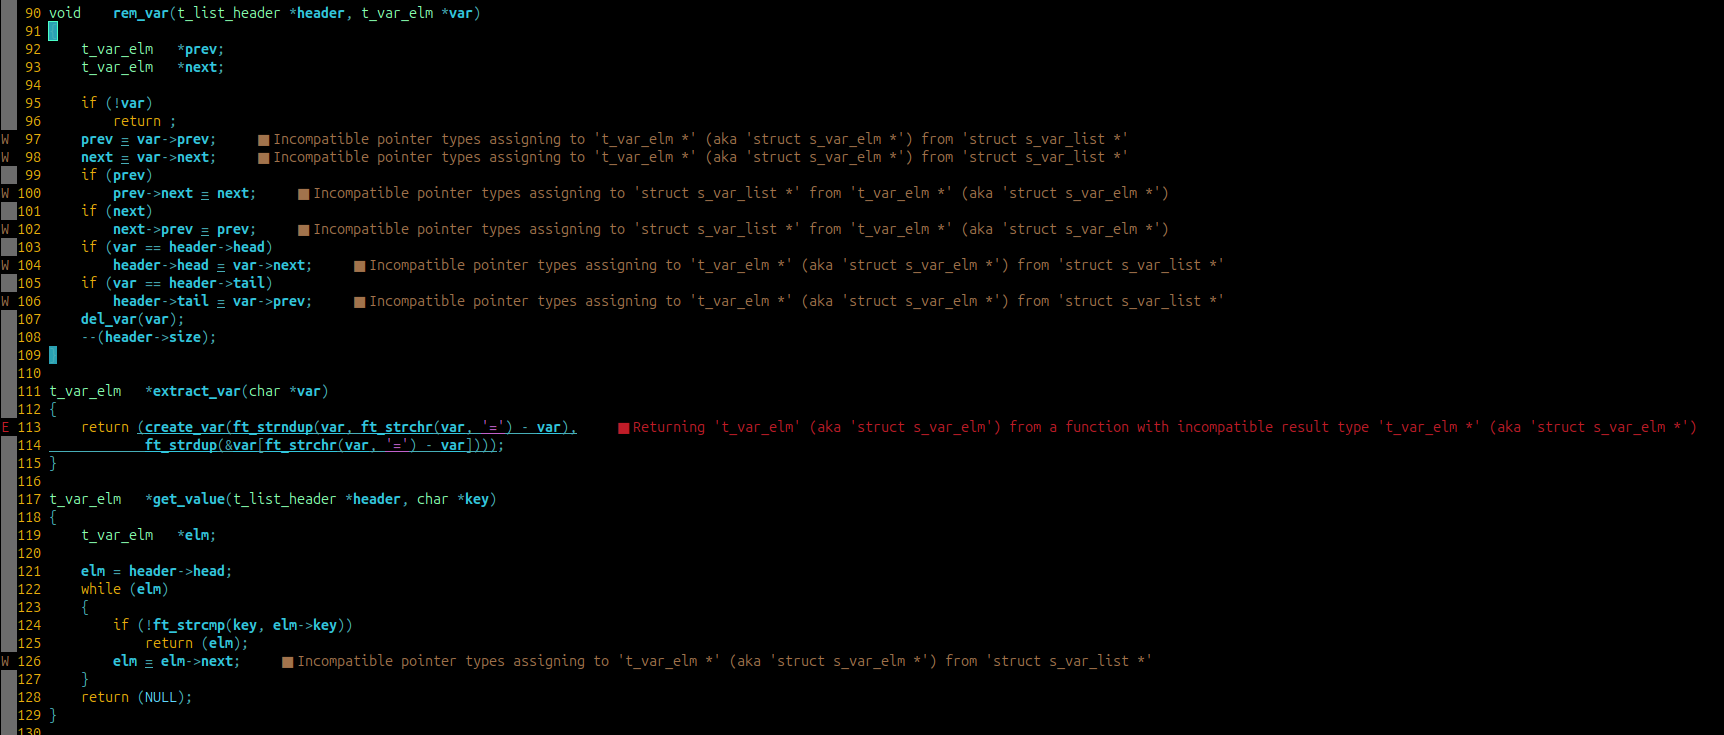 90 void    rem_var(t_list_header *header, t_var_elm *var)
91 {
92     t_var_elm   *prev;
93     t_var_elm   *next;
94
95     if (!var)
96         return ;
W 97     prev = var->prev;     ■ Incompatible pointer types assigning to 't_var_elm *' (aka 'struct s_var_elm *') from 'struct s_var_list *'
W 98     next = var->next;     ■ Incompatible pointer types assigning to 't_var_elm *' (aka 'struct s_var_elm *') from 'struct s_var_list *'
99     if (prev)
W 100         prev->next = next;     ■ Incompatible pointer types assigning to 'struct s_var_list *' from 't_var_elm *' (aka 'struct s_var_elm *')
101     if (next)
W 102         next->prev = prev;     ■ Incompatible pointer types assigning to 'struct s_var_list *' from 't_var_elm *' (aka 'struct s_var_elm *')
103     if (var == header->head)
W 104         header->head = var->next;     ■ Incompatible pointer types assigning to 't_var_elm *' (aka 'struct s_var_elm *') from 'struct s_var_list *'
105     if (var == header->tail)
W 106         header->tail = var->prev;     ■ Incompatible pointer types assigning to 't_var_elm *' (aka 'struct s_var_elm *') from 'struct s_var_list *'
107     del_var(var);
108     --(header->size);
109 }
110
111 t_var_elm   *extract_var(char *var)
112 {
E 113     return (create_var(ft_strndup(var, ft_strchr(var, '=') - var),     ■ Returning 't_var_elm' (aka 'struct s_var_elm') from a function with incompatible result type 't_var_elm *' (aka 'struct s_var_elm *')
114             ft_strdup(&var[ft_strchr(var, '=') - var])));
115 }
116
117 t_var_elm   *get_value(t_list_header *header, char *key)
118 {
119     t_var_elm   *elm;
120
121     elm = header->head;
122     while (elm)
123     {
124         if (!ft_strcmp(key, elm->key))
125             return (elm);
W 126         elm = elm->next;     ■ Incompatible pointer types assigning to 't_var_elm *' (aka 'struct s_var_elm *') from 'struct s_var_list *'
127     }
128     return (NULL);
129 }
130